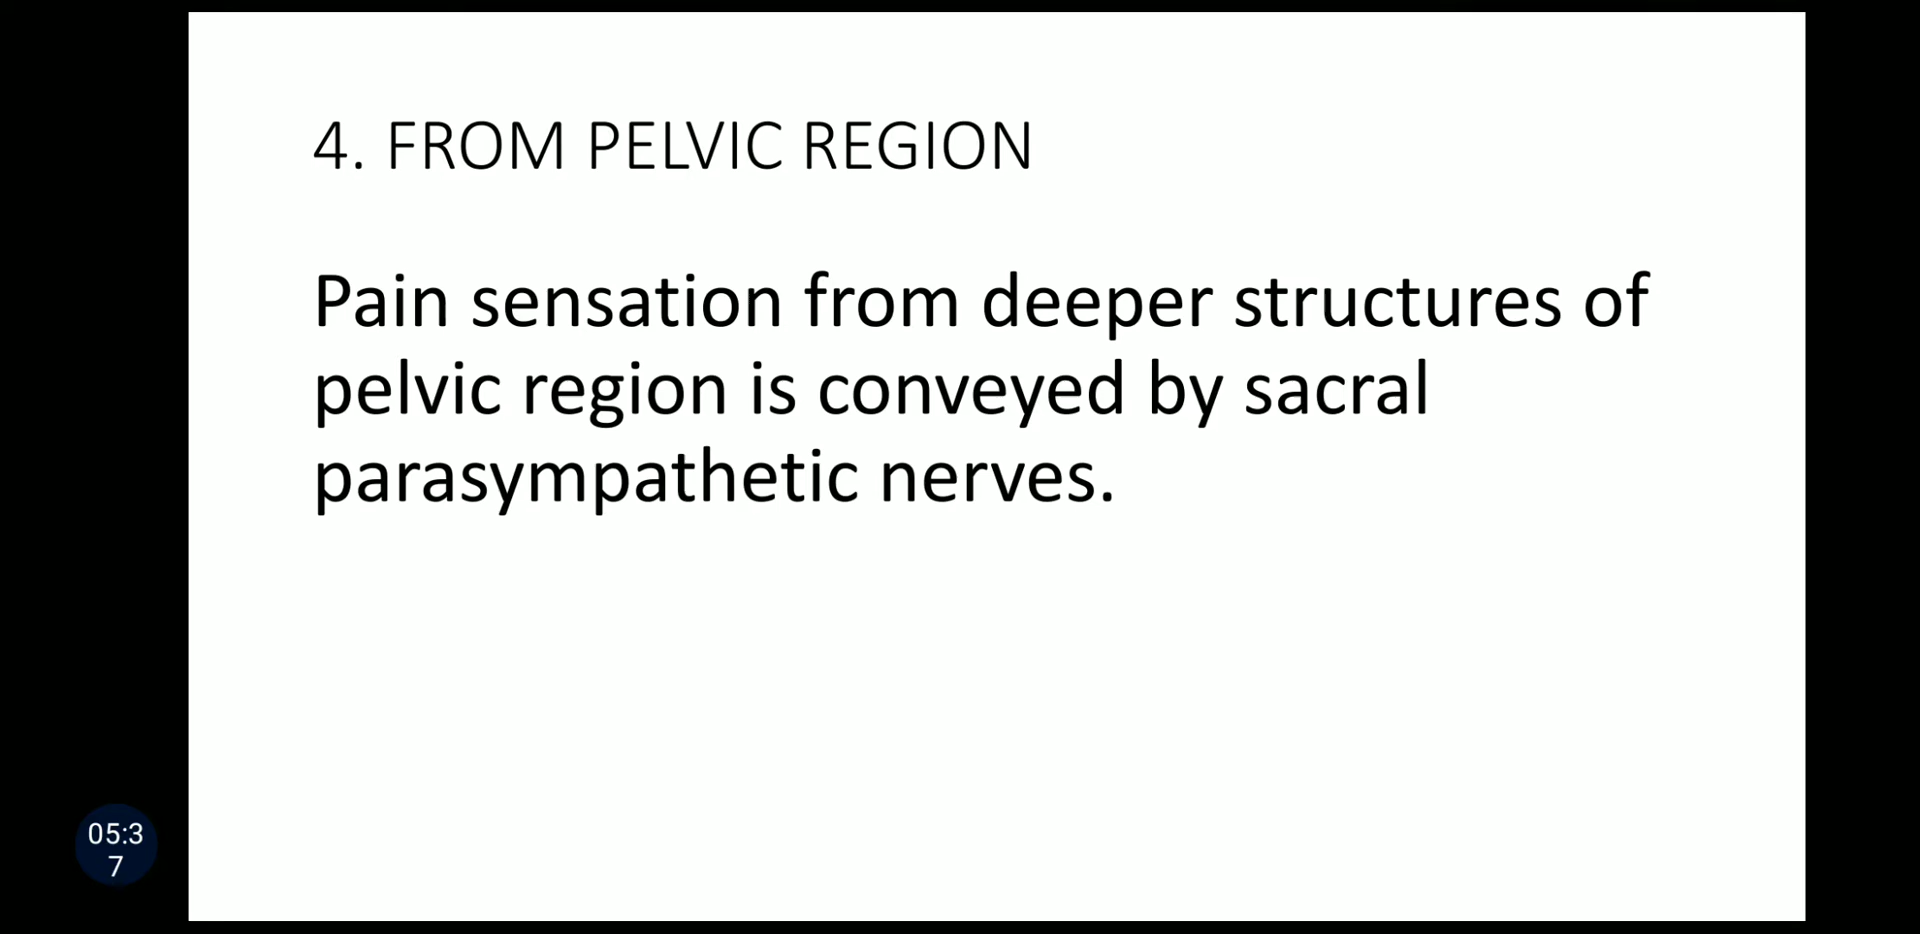 4. FROM PELVIC REGION
Pain sensation from deeper structures of
pelvic region is conveyed by sacral
parasympathetic nerves.
05:3
7